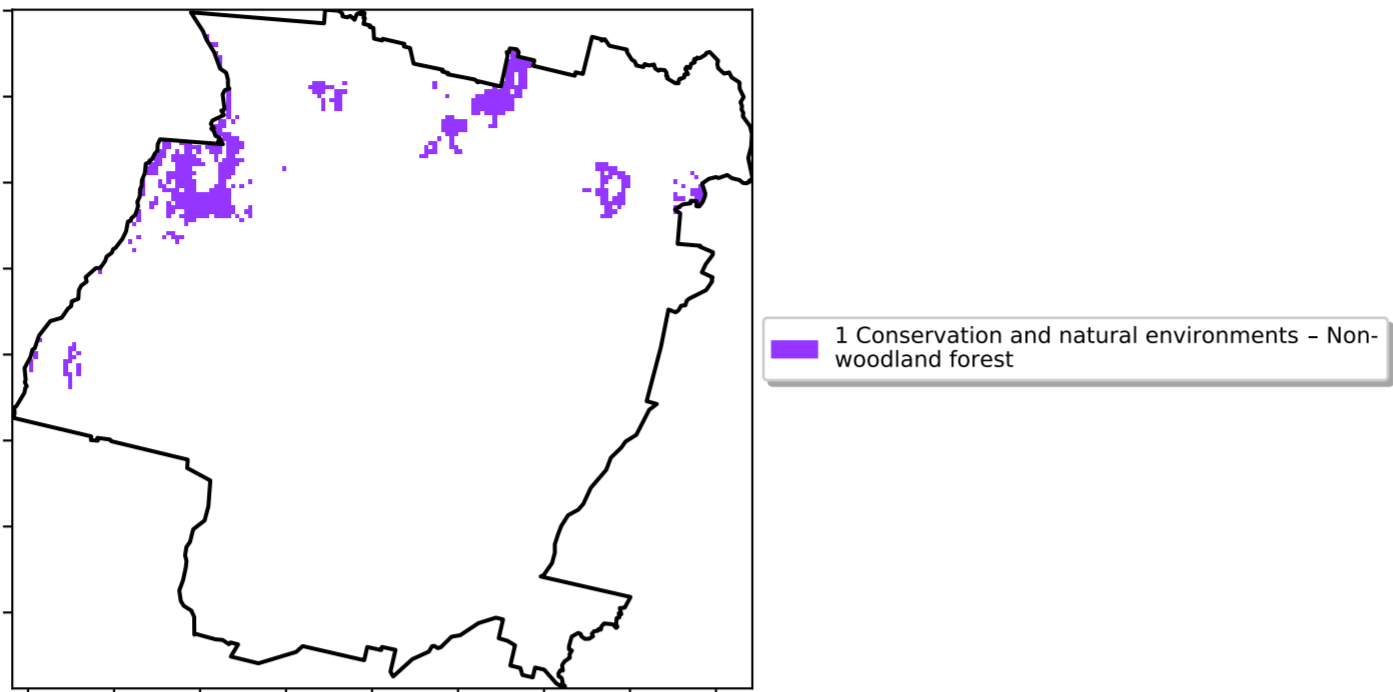 1 Conservation and natural environments – Non-
woodland forest